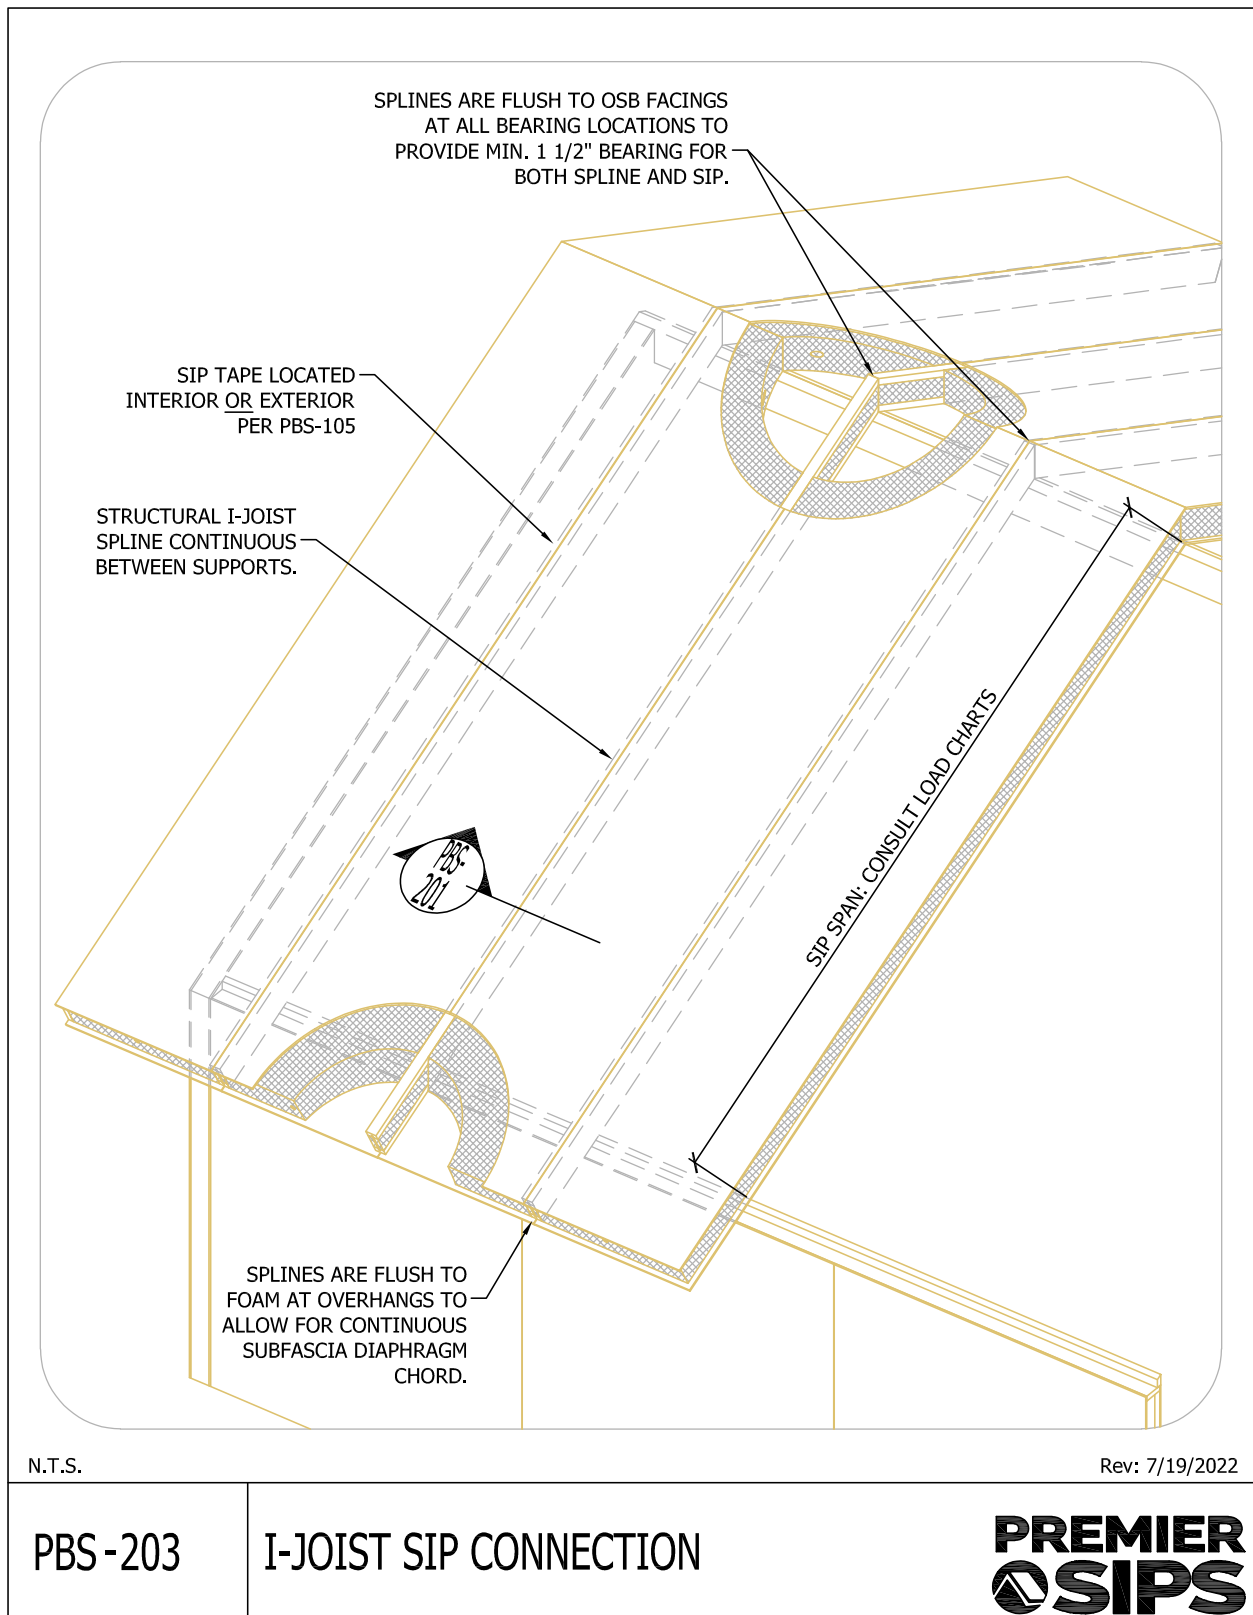 SPLINES ARE FLUSH TO OSB FACINGS
AT ALL BEARING LOCATIONS TO
PROVIDE MIN. 1 1/2" BEARING FOR
BOTH SPLINE AND SIP.
SIP TAPE LOCATED
INTERIOR OR EXTERIOR
PER PBS-105
STRUCTURAL I-JOIST
SPLINE CONTINUOUS
BETWEEN SUPPORTS.
SIP SPAN: CONSULT LOAD CHARTS
PBS-
201
SPLINES ARE FLUSH TO
FOAM AT OVERHANGS TO
ALLOW FOR CONTINUOUS
SUBFASCIA DIAPHRAGM
CHORD.
N.T.S.
Rev: 7/19/2022
PBS-203
I-JOIST SIP CONNECTION
PREMIER
SIPS